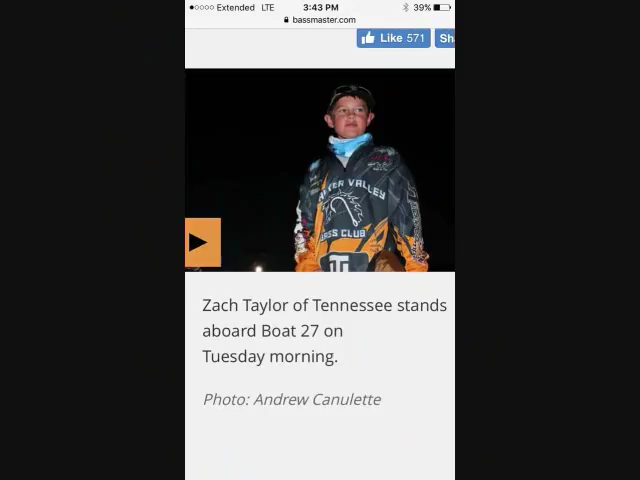 Extended LTE 3:43 PM 39%
bassmaster.com
Like 571 Sh
VALLEY
BASS CLUB
T
Zach Taylor of Tennessee stands
aboard Boat 27 on
Tuesday morning.
Photo: Andrew Canulette